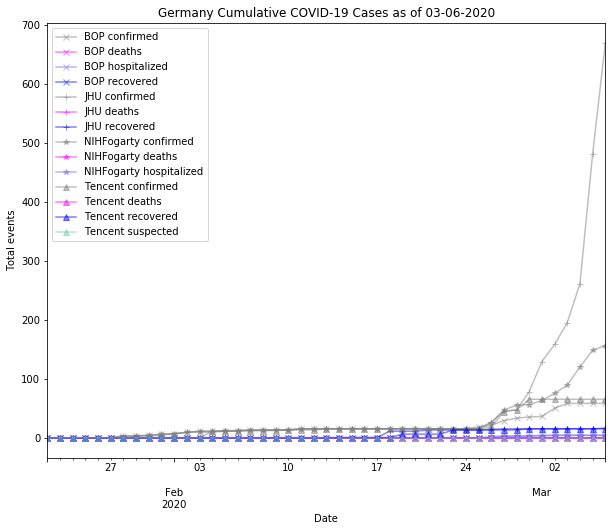 Germany Cumulative COVID-19 Cases as of 03-06-2020
BOP confirmed
BOP deaths
BOP hospitalized
BOP recovered
JHU confirmed
JHU deaths
JHU recovered
NIHFogarty confirmed
NIHFogarty deaths
NIHFogarty hospitalized
Tencent confirmed
Tencent deaths
Tencent recovered
Tencent suspected
Total events
700
600
500
400
300
200
100
0
27 03 10 17 24 02
Feb Mar
2020
Date